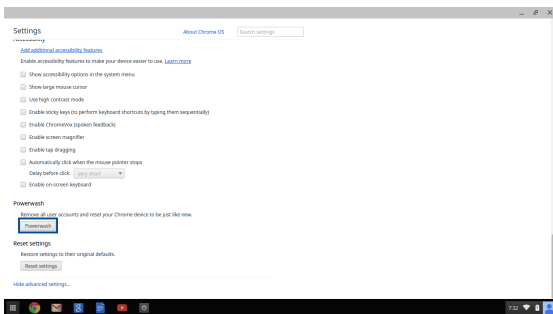 Settings
About Chrome OS
Search settings
Accessibility
Add additional accessibility features
Enable accessibility features to make your device easier to use. Learn more
Show accessibility options in the system menu
Show large mouse cursor
Use high contrast mode
Enable sticky keys (to perform keyboard shortcuts by typing them sequentially)
Enable ChromeVox (spoken feedback)
Enable screen magnifier
Enable tap dragging
Automatically click when the mouse pointer stops
Delay before click: very short
Enable on-screen keyboard
Powerwash
Remove all user accounts and reset your Chrome device to be just like new.
Powerwash
Reset settings
Restore settings to their original defaults.
Reset settings
Hide advanced settings...
7:32